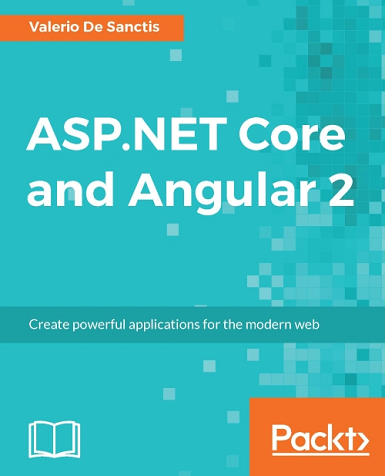 Valerio De Sanctis
ASP.NET Core
and Angular 2
Create powerful applications for the modern web
Packt>